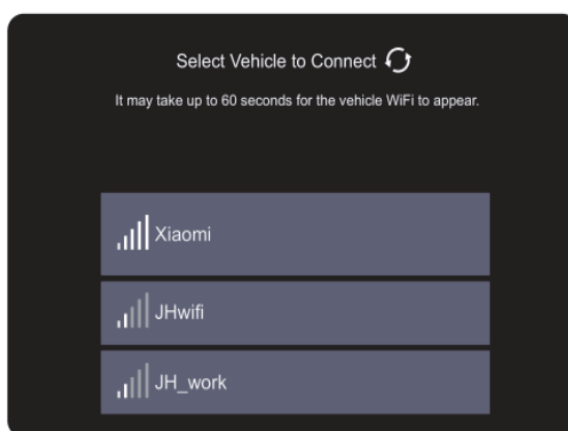 Select Vehicle to Connect
It may take up to 60 seconds for the vehicle WiFi to appear.
Xiaomi
JHwifi
JH_work